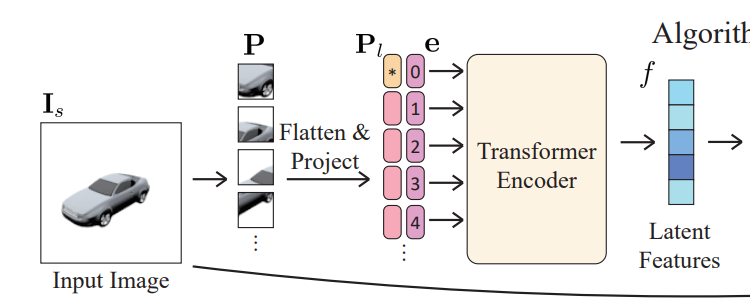 Algorith
P
P_l e
f
I_s
* 0
1
Flatten &
Project
2
Transformer
Encoder
3
4
⋮
⋮
Latent
Features
Input Image